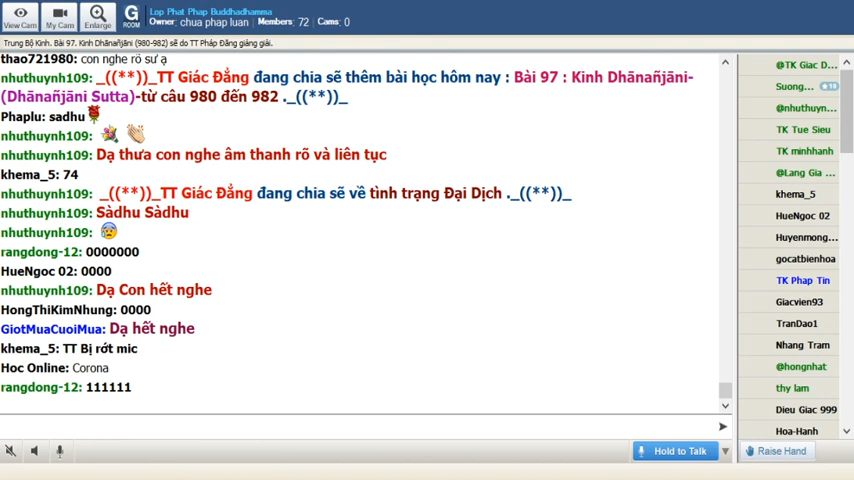 View Cam
My Cam
Enlarge
G
ROOM
Lop Phat Phap Buddhadhamma
Owner: chua phap luan Members: 72 Cams: 0
Trung Bộ Kinh. Bài 97. Kinh Dhānañjāni (980-982) sẽ do TT Pháp Đăng giảng giải.
thao721980: con nghe rõ sư ạ
nhuthuynh109: _((**))_TT Giác Đẳng đang chia sẽ thêm bài học hôm nay : Bài 97 : Kinh Dhānañjāni-
(Dhānañjāni Sutta)-từ câu 980 đến 982 ._((**))_
Phaplu: sadhu
nhuthuynh109:
nhuthuynh109: Dạ thưa con nghe âm thanh rõ và liên tục
khema_5: 74
nhuthuynh109: _((**))_TT Giác Đẳng đang chia sẽ về tình trạng Đại Dịch ._((**))_
nhuthuynh109: Sàdhu Sàdhu
nhuthuynh109:
rangdong-12: 0000000
HueNgoc 02: 0000
nhuthuynh109: Dạ Con hết nghe
HongThiKimNhung: 0000
GiotMuaCuoiMua: Dạ hết nghe
khema_5: TT Bị rớt mic
Hoc Online: Corona
rangdong-12: 111111
@TK Giac D...
Suong... 18
@nhuthuyn...
TK Tue Sieu
TK minhhanh
@Lang Gia ...
khema_5
HueNgoc 02
Huyenmong...
gocatbienhoa
TK Phap Tin
Giacvien93
TranDao1
Nhang Tram
@hongnhat
thy lam
Dieu Giac 999
Hoa-Hanh
Hold to Talk
Raise Hand